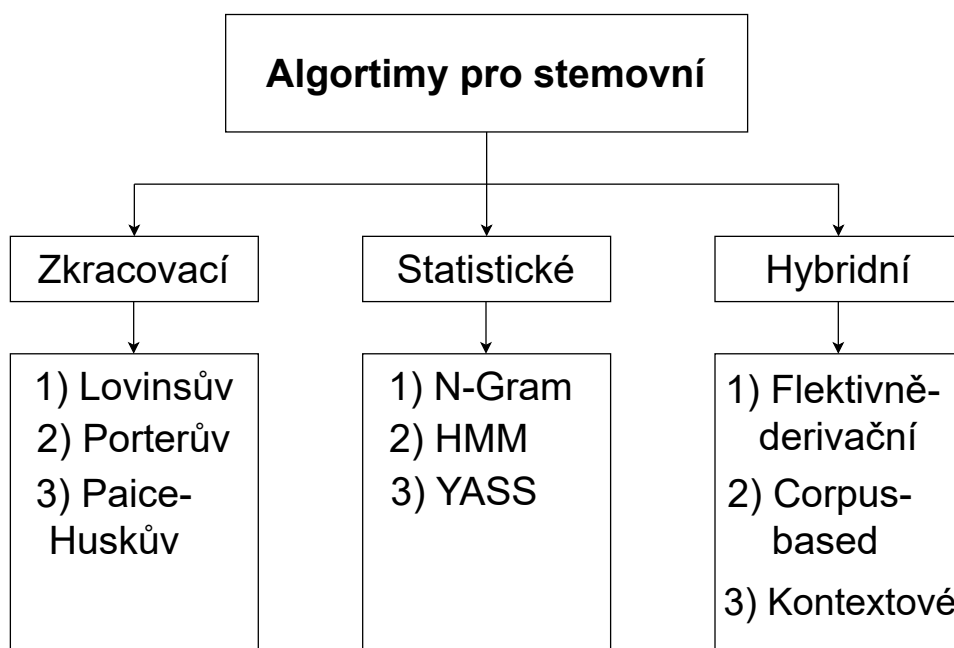 Algortimy pro stemovní
Zkracovací
Statistické
Hybridní
1) Lovinsův
2) Porterův
3) Paice-
Huskův
1) N-Gram
2) HMM
3) YASS
1) Flektivně-
derivační
2) Corpus-
based
3) Kontextové